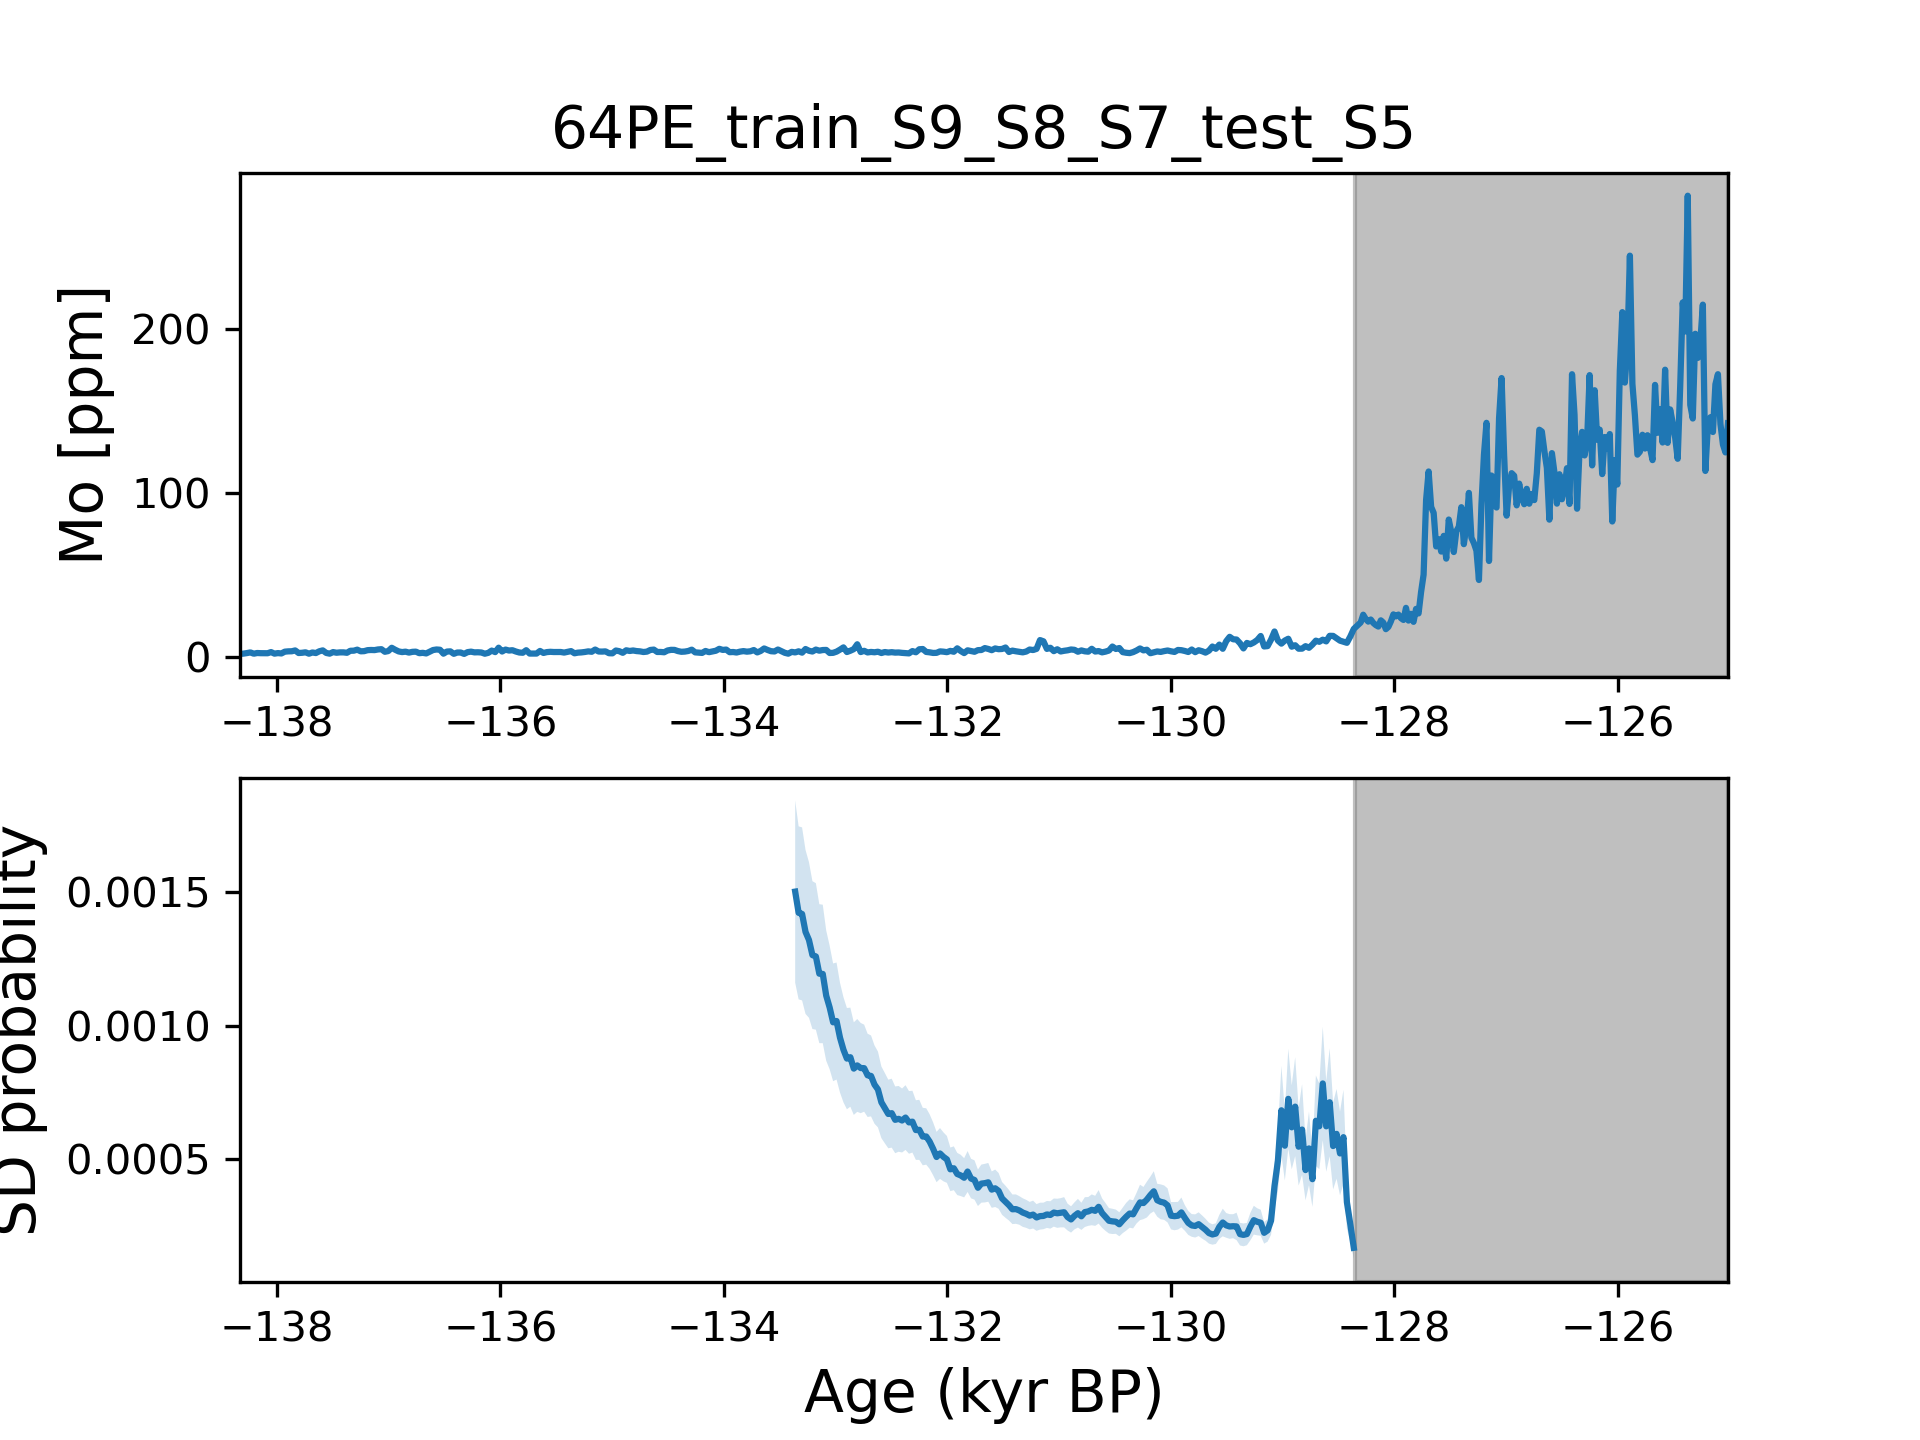 64PE_train_S9_S8_S7_test_S5
Mo [ppm]
200
100
0
−138 −136 −134 −132 −130 −128 −126
SD probability
0.0015
0.0010
0.0005
−138 −136 −134 −132 −130 −128 −126
Age (kyr BP)